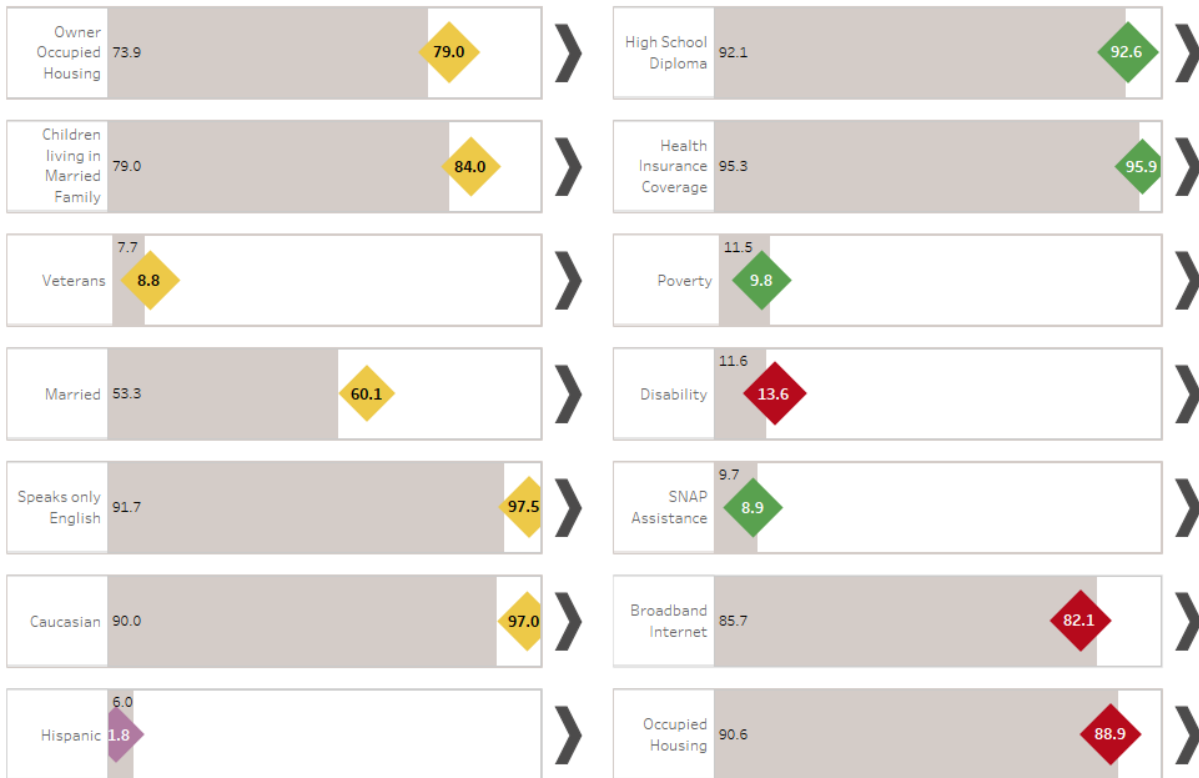 Owner
Occupied
Housing
73.9
79.0
High School
Diploma
92.1
92.6
Children
living in
Married
Family
79.0
84.0
Health
Insurance
Coverage
95.3
95.9
Veterans
7.7
8.8
Poverty
11.5
9.8
Married
53.3
60.1
Disability
11.6
13.6
Speaks only
English
91.7
97.5
SNAP
Assistance
9.7
8.9
Caucasian
90.0
97.0
Broadband
Internet
85.7
82.1
Hispanic
6.0
1.8
Occupied
Housing
90.6
88.9